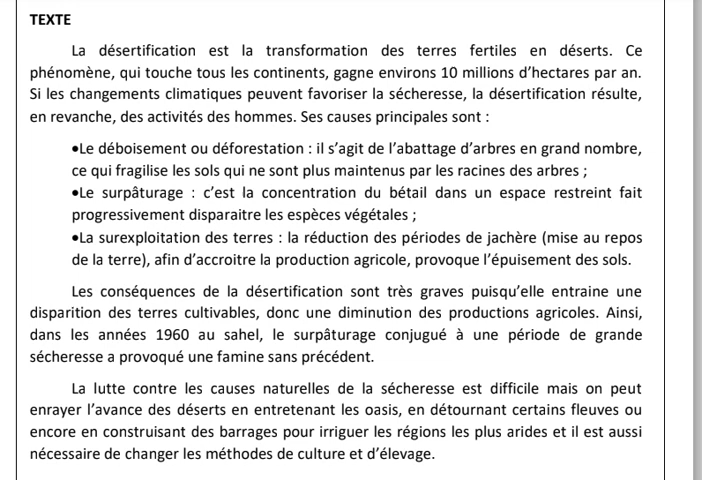 TEXTE
La désertification est la transformation des terres fertiles en déserts. Ce
phénomène, qui touche tous les continents, gagne environs 10 millions d’hectares par an.
Si les changements climatiques peuvent favoriser la sécheresse, la désertification résulte,
en revanche, des activités des hommes. Ses causes principales sont :
•Le déboisement ou déforestation : il s’agit de l’abattage d’arbres en grand nombre,
ce qui fragilise les sols qui ne sont plus maintenus par les racines des arbres ;
•Le surpâturage : c’est la concentration du bétail dans un espace restreint fait
progressivement disparaitre les espèces végétales ;
•La surexploitation des terres : la réduction des périodes de jachère (mise au repos
de la terre), afin d’accroitre la production agricole, provoque l’épuisement des sols.
Les conséquences de la désertification sont très graves puisqu’elle entraine une
disparition des terres cultivables, donc une diminution des productions agricoles. Ainsi,
dans les années 1960 au sahel, le surpâturage conjugué à une période de grande
sécheresse a provoqué une famine sans précédent.
La lutte contre les causes naturelles de la sécheresse est difficile mais on peut
enrayer l’avance des déserts en entretenant les oasis, en détournant certains fleuves ou
encore en construisant des barrages pour irriguer les régions les plus arides et il est aussi
nécessaire de changer les méthodes de culture et d’élevage.